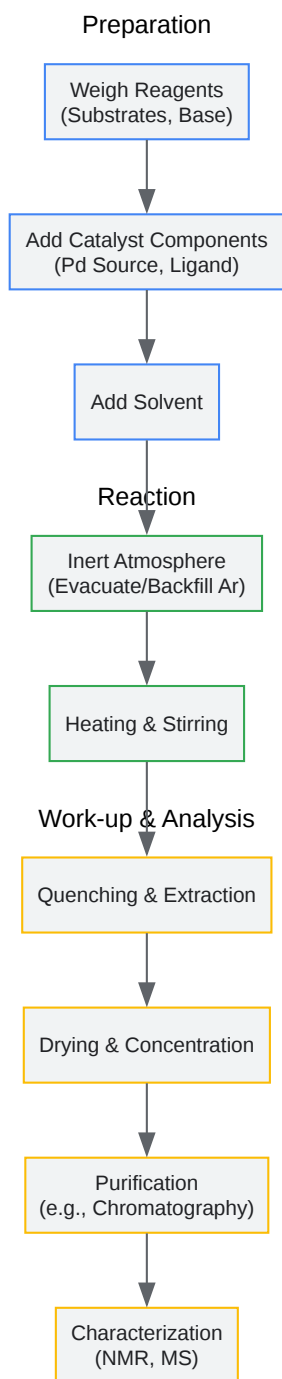 Preparation
Weigh Reagents
(Substrates, Base)
Add Catalyst Components
(Pd Source, Ligand)
Add Solvent
Reaction
Inert Atmosphere
(Evacuate/Backfill Ar)
Heating & Stirring
Work-up & Analysis
Quenching & Extraction
Drying & Concentration
Purification
(e.g., Chromatography)
Characterization
(NMR, MS)